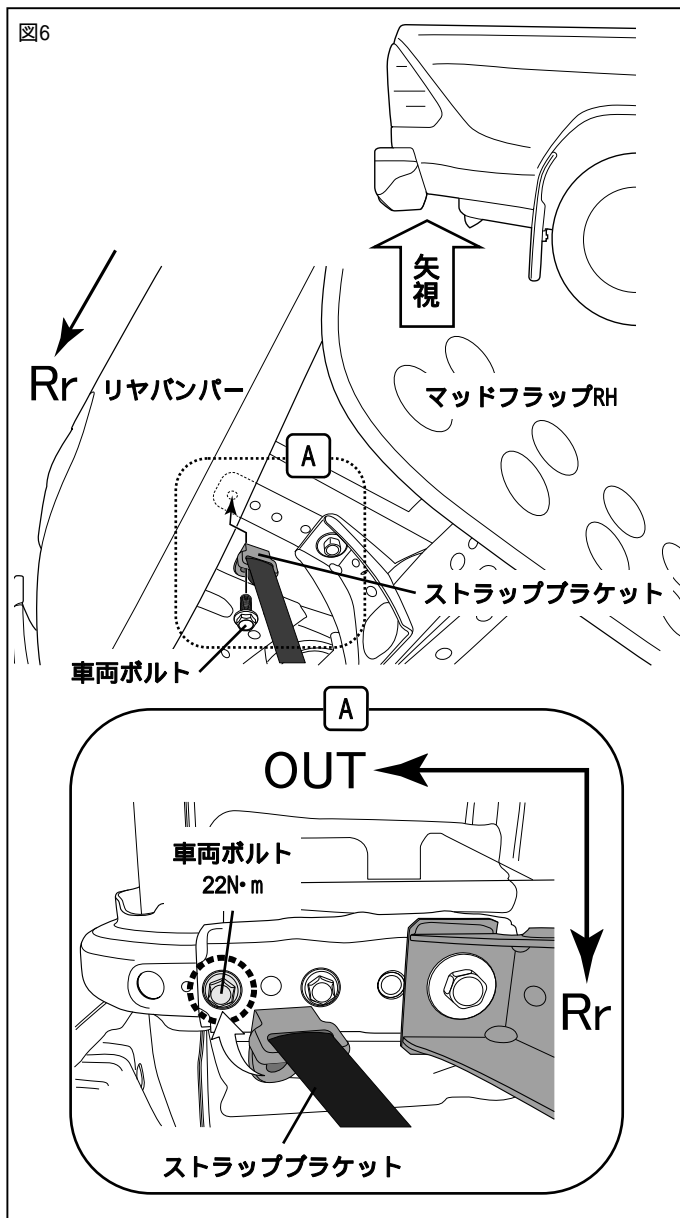 図6
矢視
Rr
リヤバンパー
マッドフラップRH
A
ストラップブラケット
車両ボルト
A
OUT
車両ボルト
22N・m
Rr
ストラップブラケット